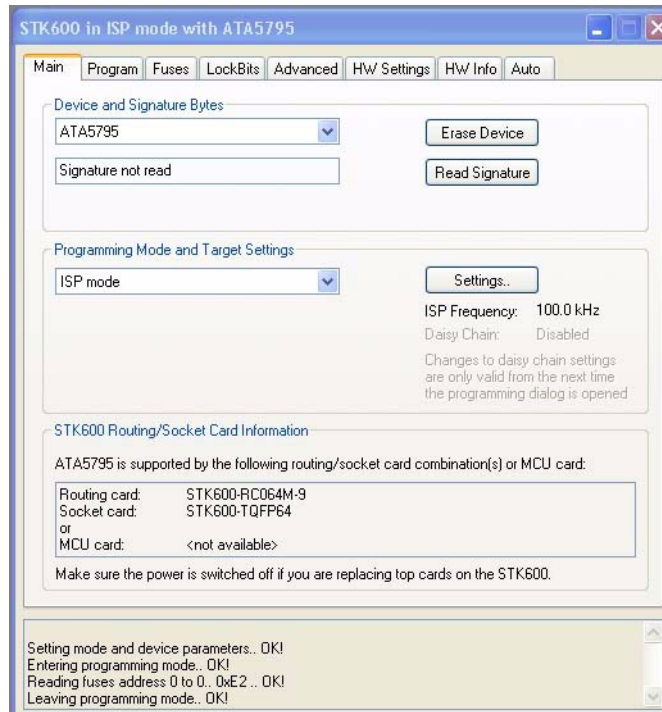 STK600 in ISP mode with ATA5795
Main Program Fuses LockBits Advanced HW Settings HW Info Auto
Device and Signature Bytes
ATA5795
Erase Device
Signature not read
Read Signature
Programming Mode and Target Settings
ISP mode
Settings..
ISP Frequency: 100.0 kHz
Daisy Chain: Disabled
Changes to daisy chain settings
are only valid from the next time
the programming dialog is opened
STK600 Routing/Socket Card Information
ATA5795 is supported by the following routing/socket card combination(s) or MCU card:
Routing card: STK600-RC064M-9
Socket card: STK600-TQFP64
or
MCU card: <not available>
Make sure the power is switched off if you are replacing top cards on the STK600.
Setting mode and device parameters.. OK!
Entering programming mode.. OK!
Reading fuses address 0 to 0.. 0xE2 .. OK!
Leaving programming mode.. OK!